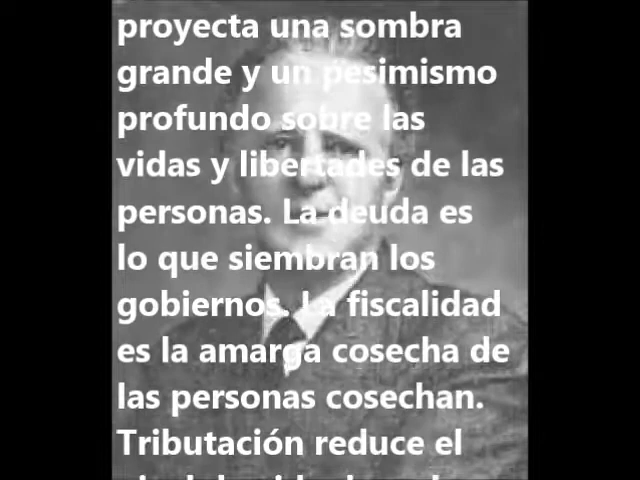 proyecta una sombra
grande y un pesimismo
profundo sobre las
vidas y libertades de las
personas. La deuda es
lo que siembran los
gobiernos. La fiscalidad
es la amarga cosecha de
las personas cosechan.
Tributación reduce el